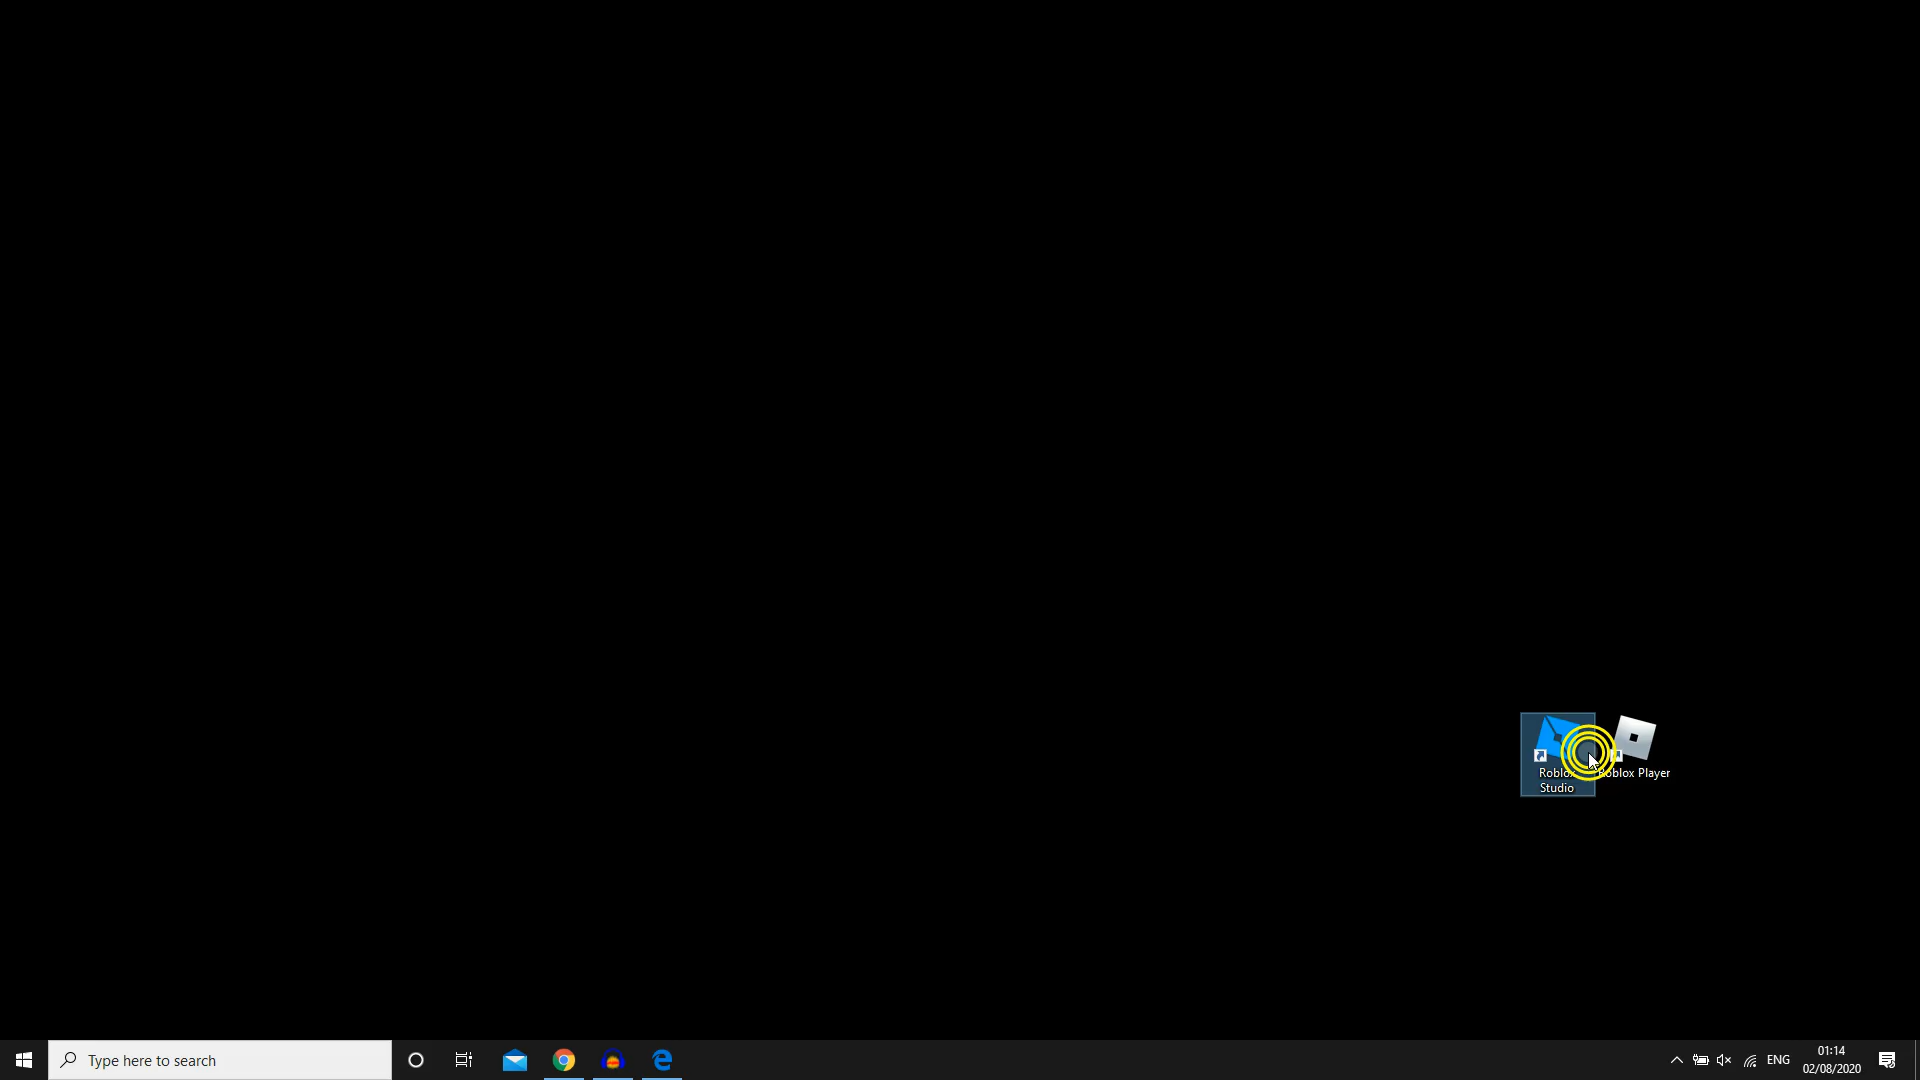 Roblox
Studio
Roblox Player
Type here to search
ENG
01:14
02/08/2020